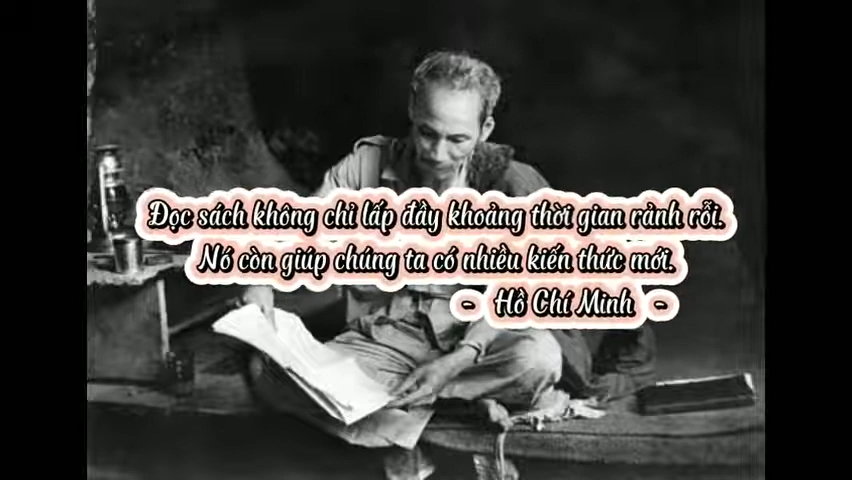 Đọc sách không chỉ lấp đầy khoảng thời gian rảnh rỗi.
Nó còn giúp chúng ta có nhiều kiến thức mới.
- Hồ Chí Minh -